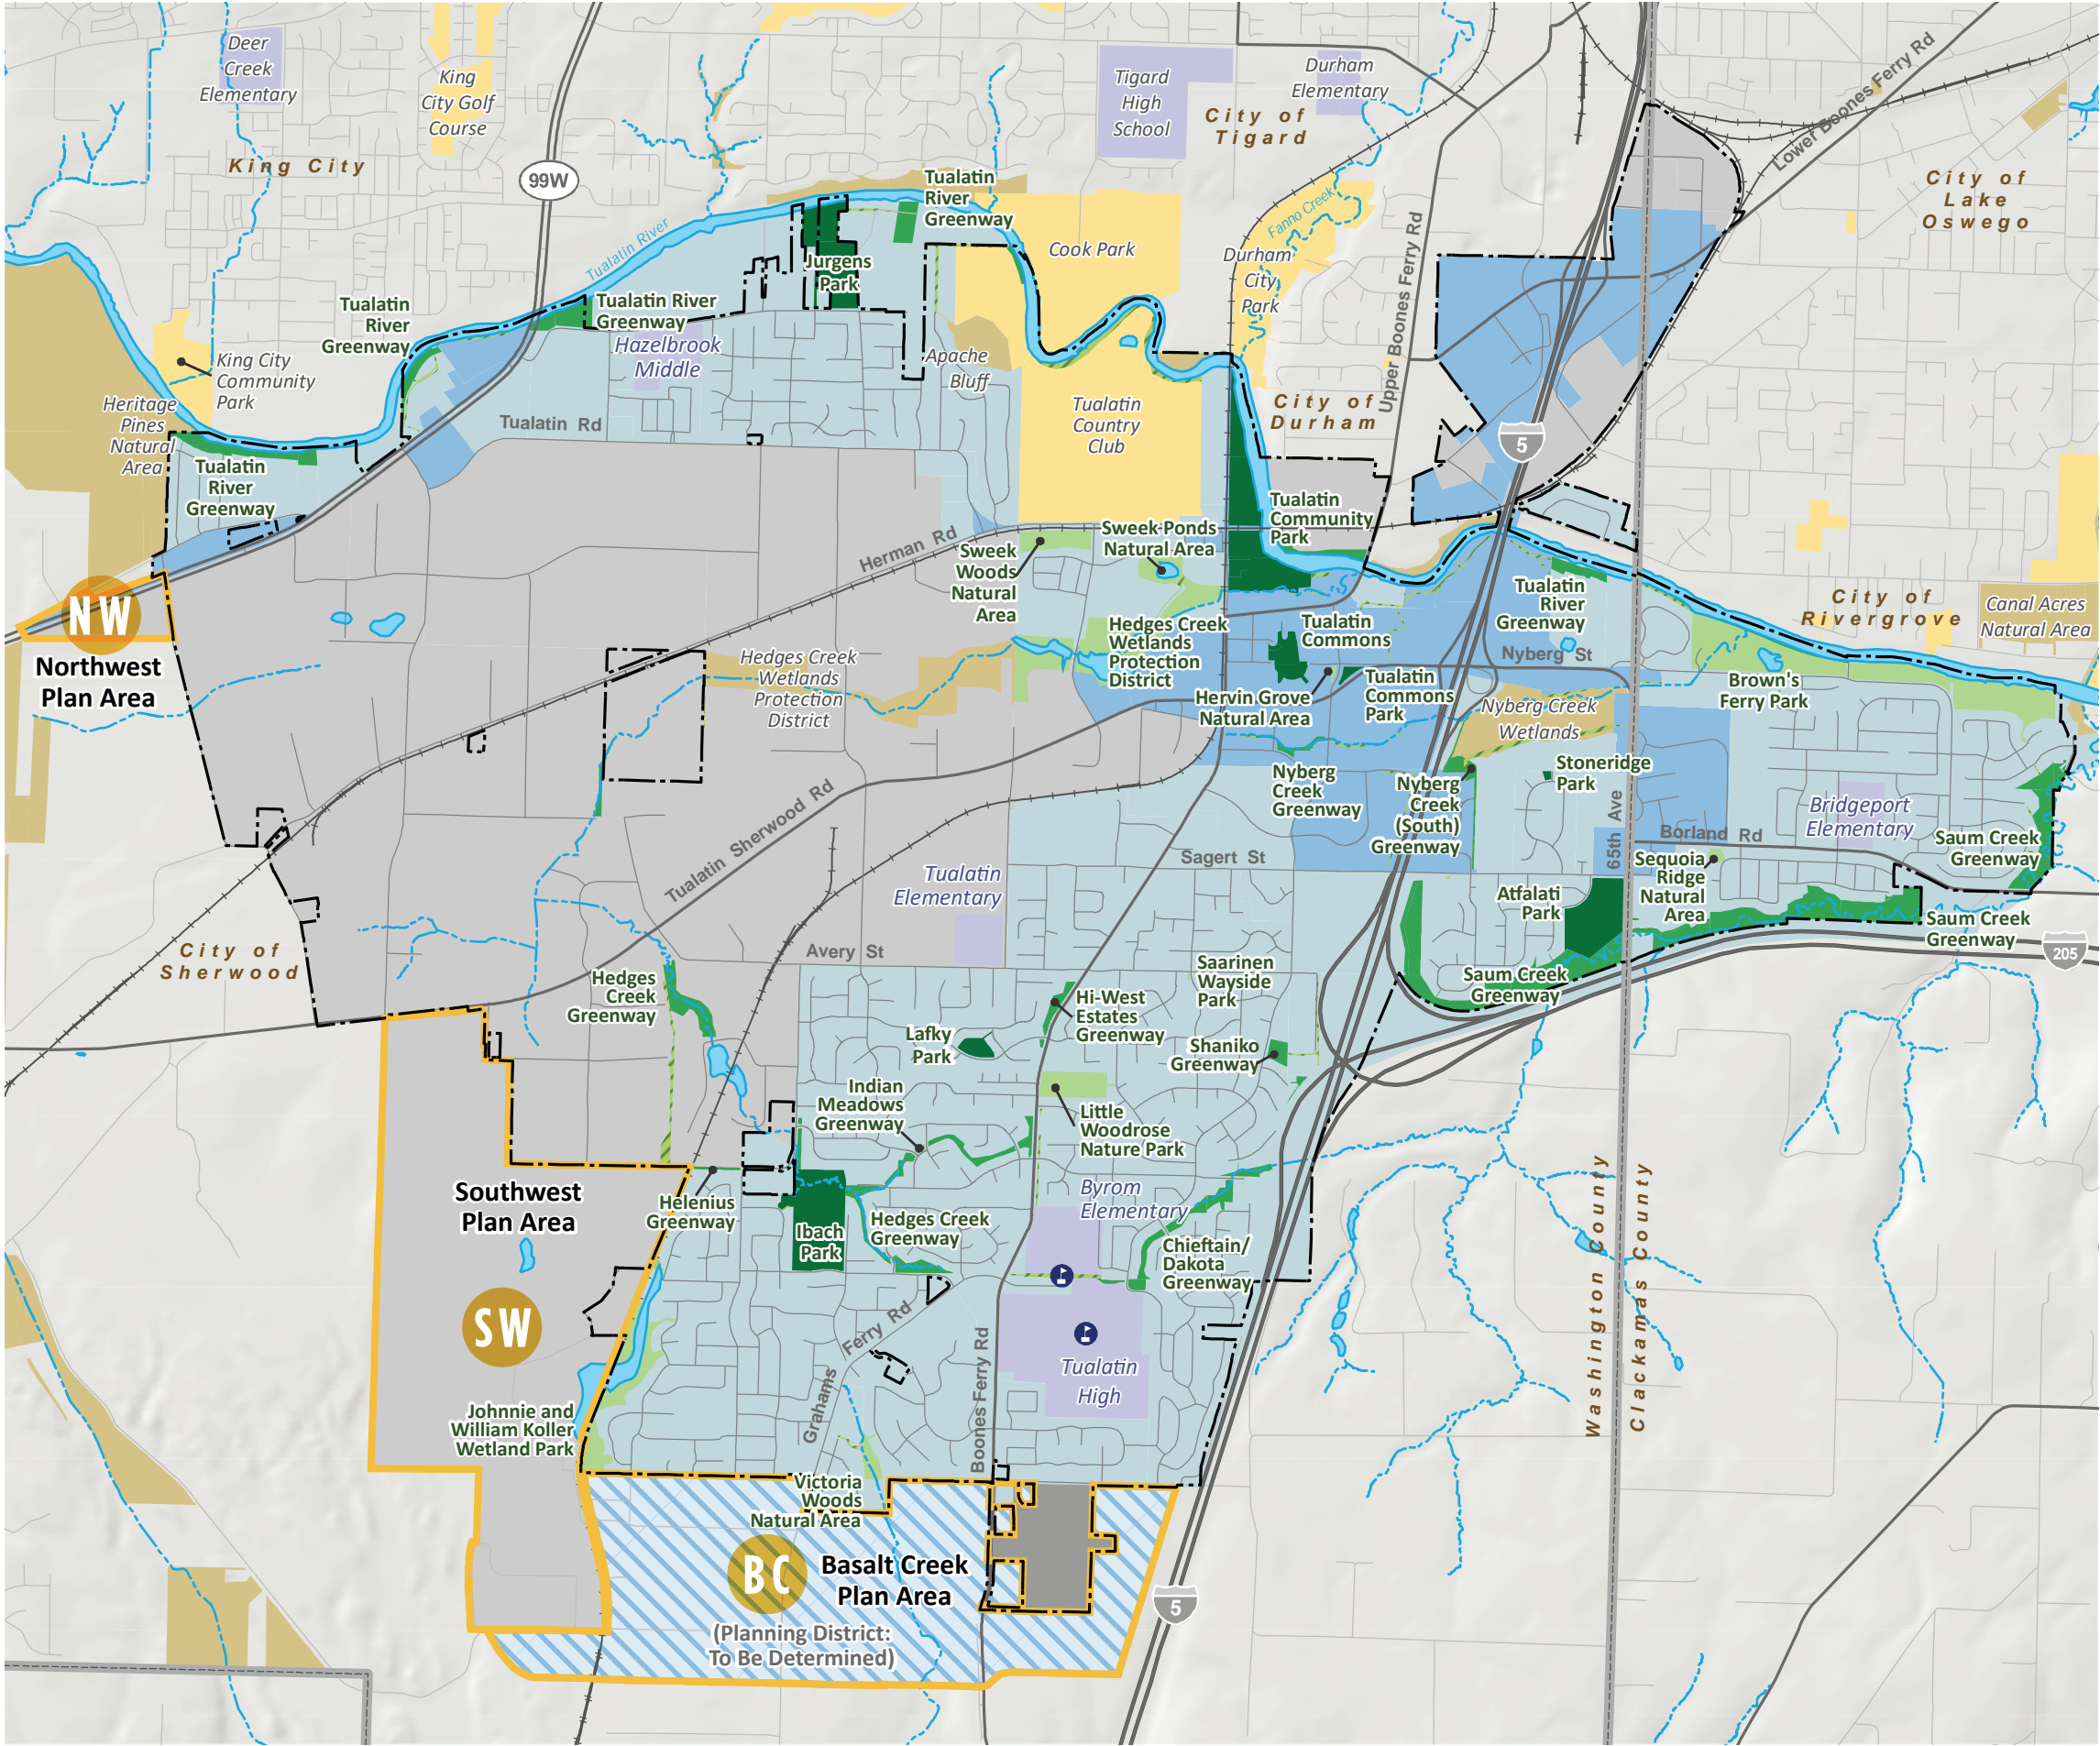 Deer
Creek
Elementary
King
City Golf
Course
King City
99W
Tigard
High
School
City of
Tigard
Durham
Elementary
Lower Boones Ferry Rd
City of
Lake
Oswego
Tualatin
River
Greenway
Tualatin River
Cook Park
Fanno Creek
Durham
City
Park
Upper Boones Ferry Rd
Jurgens
Park
Tualatin
River
Greenway
Tualatin River
Greenway
Hazelbrook
Middle
King City
Community
Park
Heritage
Pines
Natural
Area
Apache
Bluff
Tualatin
Country
Club
City of
Durham
5
Tualatin Rd
Tualatin
River
Greenway
Tualatin
Community
Park
Herman Rd
Sweek Ponds
Natural Area
Sweek
Woods
Natural
Area
NW
Northwest
Plan Area
Hedges Creek
Wetlands
Protection
District
Hedges Creek
Wetlands
Protection
District
Tualatin
Commons
Tualatin
River
Greenway
Nyberg St
City of
Rivergrove
Canal Acres
Natural Area
Hervin Grove
Natural Area
Tualatin
Commons
Park
Nyberg Creek
Wetlands
Brown's
Ferry Park
Nyberg
Creek
Greenway
Nyberg
Creek
(South)
Greenway
Stoneridge
Park
65th Ave
Bridgeport
Elementary
Borland Rd
Saum Creek
Greenway
Tualatin Sherwood Rd
Sagert St
Tualatin
Elementary
Sequoia
Ridge
Natural
Area
Atfalati
Park
Saum Creek
Greenway
205
City of
Sherwood
Avery St
Hedges
Creek
Greenway
Saarinen
Wayside
Park
Saum Creek
Greenway
Hi-West
Estates
Greenway
Lafky
Park
Shaniko
Greenway
Indian
Meadows
Greenway
Little
Woodrose
Nature Park
Southwest
Plan Area
Helenius
Greenway
Ibach
Park
Hedges Creek
Greenway
Byrom
Elementary
Chieftain/
Dakota
Greenway
Washington County
Clackamas County
SW
Grahams Ferry Rd
Boones Ferry Rd
Tualatin
High
Johnnie and
William Koller
Wetland Park
Victoria
Woods
Natural Area
BC
Basalt Creek
Plan Area
(Planning District:
To Be Determined)
5